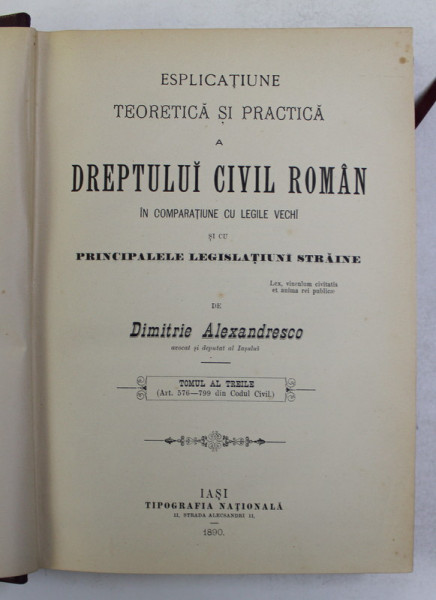 ESPLICAȚIUNE
TEORETICĂ ȘI PRACTICĂ
A
DREPTULUĬ CIVIL ROMÂN
ÎN COMPARAȚIUNE CU LEGILE VECHĬ
ȘI CU
PRINCIPALELE LEGISLAȚIUNI STRĂINE
Lex, vinculum civitatis
et anima rei publicæ
DE
Dimitrie Alexandresco
avocat și deputat al Iașului
TOMUL AL TREILE
(Art. 576—799 din Codul Civil.)
IAȘI
TIPOGRAFIA NAȚIONALĂ
11, STRADA ALECSANDRI 11.
1890.